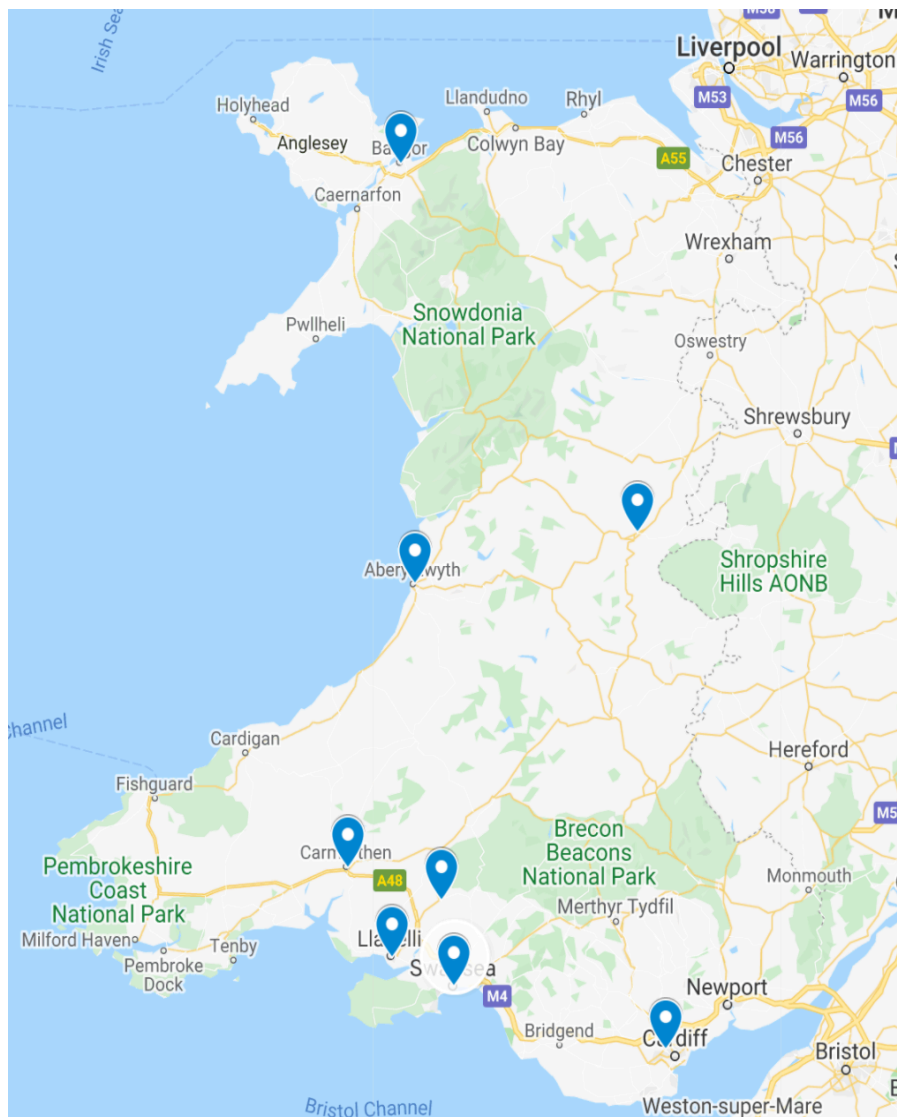 Irish Sea
Liverpool
M58
M
Warrington
M53
M56
M56
Holyhead
Llandudno
Rhyl
Anglesey
Colwyn Bay
A55
Chester
Caernarfon
Wrexham
Snowdonia
National Park
Pwllheli
Oswestry
Shrewsbury
Shropshire
Hills AONB
Channel
Cardigan
Hereford
Fishguard
M5
Brecon
Beacons
National Park
Pembrokeshire
Coast
National Park
A48
Monmouth
Merthyr Tydfil
Milford Haven
Tenby
Pembroke
Dock
M4
Newport
Bridgend
Cardiff
Bristol
Bristol Channel
Weston-super-Mare